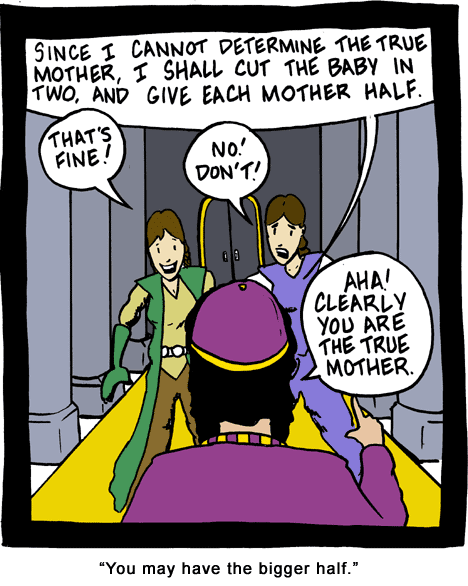 SINCE I CANNOT DETERMINE THE TRUE
MOTHER, I SHALL CUT THE BABY IN
TWO, AND GIVE EACH MOTHER HALF.
THAT'S
FINE!
NO!
DON'T!
AHA!
CLEARLY
YOU ARE
THE TRUE
MOTHER.
“You may have the bigger half.”